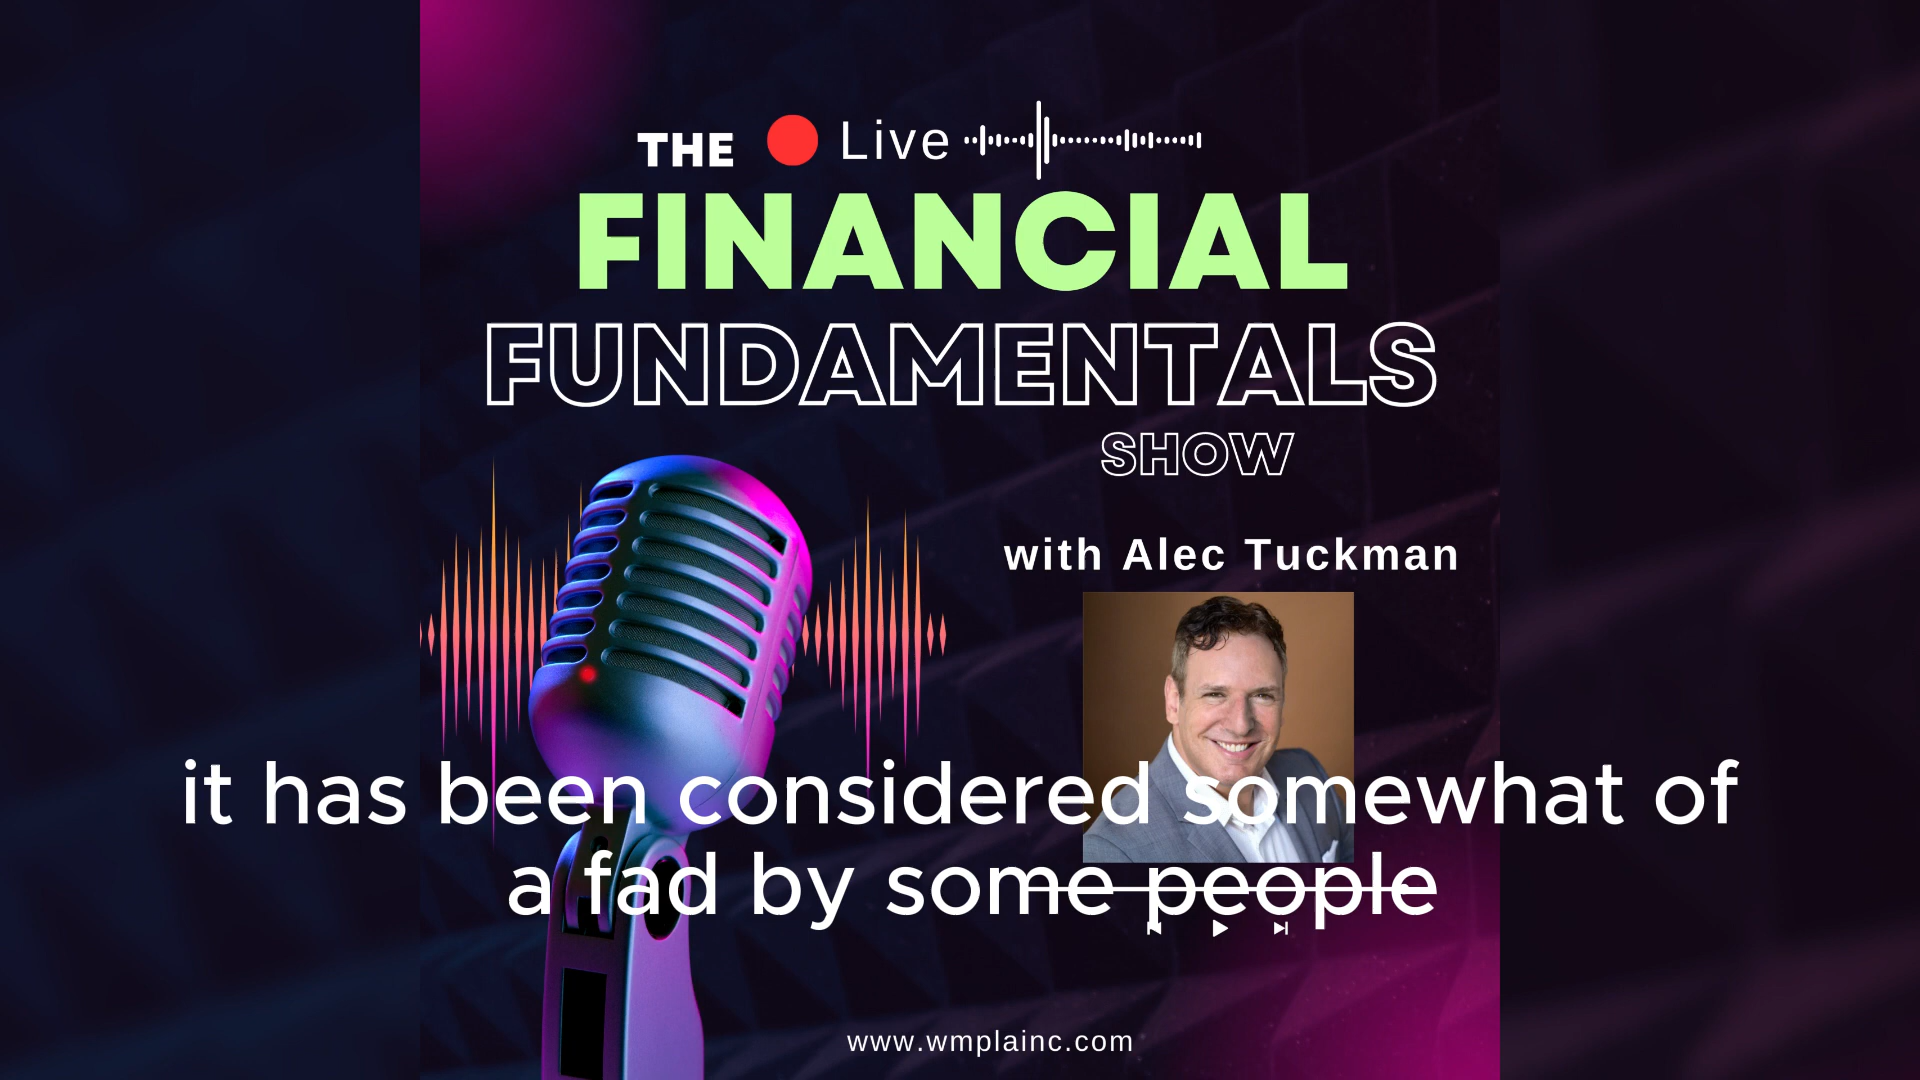 THE Live
FINANCIAL
FUNDAMENTALS
SHOW
with Alec Tuckman
it has been considered somewhat of
a fad by some people
www.wmplainc.com